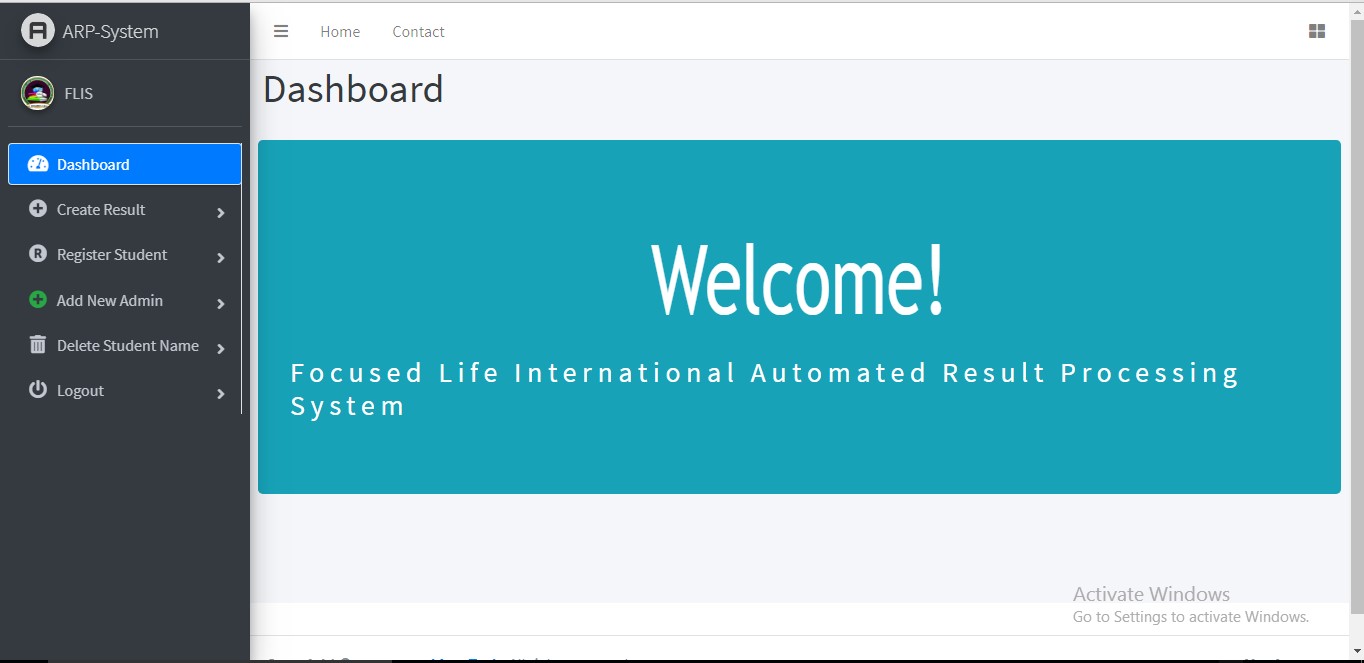 ARP-System
Home
Contact
FLIS
Dashboard
Dashboard
Create Result
Register Student
Add New Admin
Delete Student Name
Logout
Welcome!
Focused Life International Automated Result Processing
System
Activate Windows
Go to Settings to activate Windows.